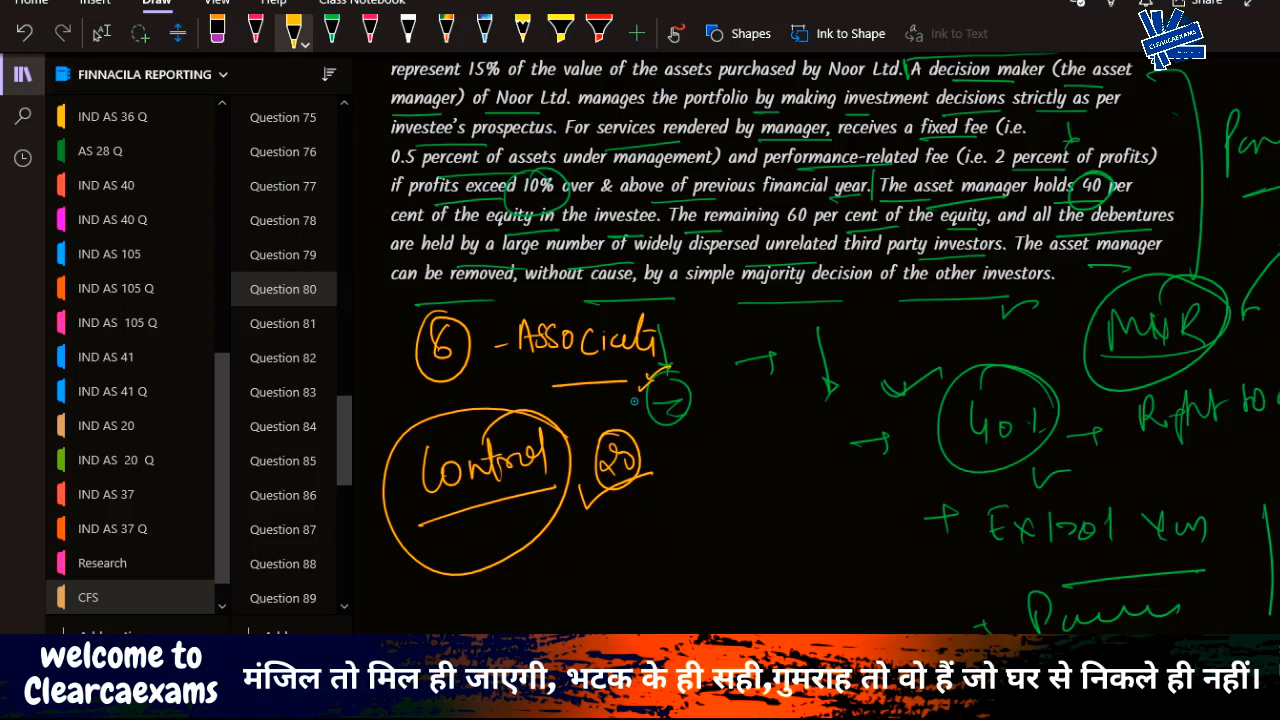 Home Insert Draw View Help Class Notebook
Shapes Ink to Shape Ink to Text Share
CLEARCAEXAMS
FINNACILA REPORTING
IND AS 36 Q
AS 28 Q
IND AS 40
IND AS 40 Q
IND AS 105
IND AS 105 Q
IND AS 105 Q
IND AS 41
IND AS 41 Q
IND AS 20
IND AS 20 Q
IND AS 37
IND AS 37 Q
Research
CFS
Question 75
Question 76
Question 77
Question 78
Question 79
Question 80
Question 81
Question 82
Question 83
Question 84
Question 85
Question 86
Question 87
Question 88
Question 89
represent 15% of the value of the assets purchased by Noor Ltd. A decision maker (the asset
manager) of Noor Ltd. manages the portfolio by making investment decisions strictly as per
investee's prospectus. For services rendered by manager, receives a fixed fee (i.e.
0.5 percent of assets under management) and performance-related fee (i.e. 2 percent of profits)
if profits exceed 10% over & above of previous financial year. The asset manager holds 40 per
cent of the equity in the investee. The remaining 60 per cent of the equity, and all the debentures
are held by a large number of widely dispersed unrelated third party investors. The asset manager
can be removed, without cause, by a simple majority decision of the other investors.
- Associate
Control 20
40%
Right to
welcome to
Clearcaexams
मंजिल तो मिल ही जाएगी, भटक के ही सही,गुमराह तो वो हैं जो घर से निकले ही नहीं।